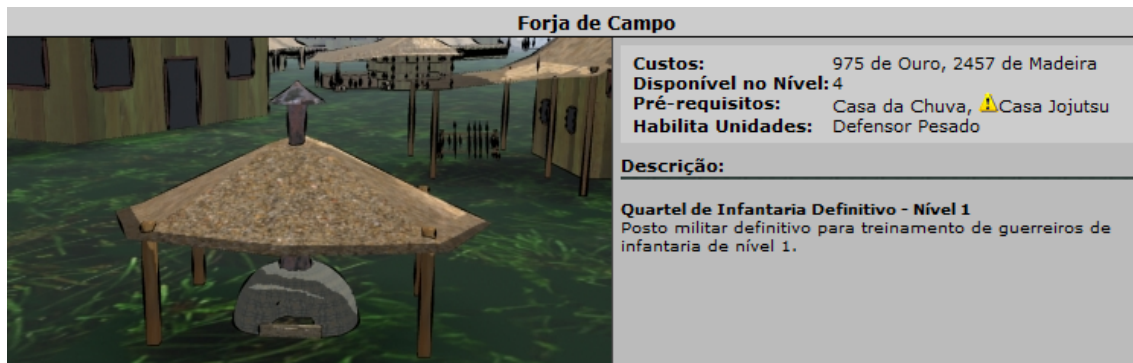 Forja de Campo
Custos: 975 de Ouro, 2457 de Madeira
Disponível no Nível: 4
Pré-requisitos: Casa da Chuva, Casa Jojutsu
Habilita Unidades: Defensor Pesado
Descrição:
Quartel de Infantaria Definitivo - Nível 1
Posto militar definitivo para treinamento de guerreiros de
infantaria de nível 1.